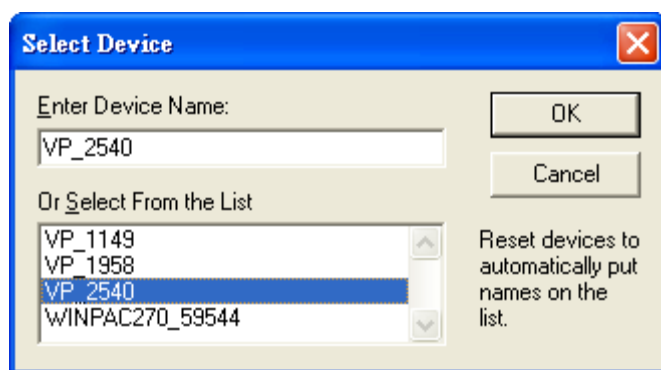 Select Device
Enter Device Name:
OK
VP_2540
Cancel
Or Select From the List
VP_1149
VP_1958
VP_2540
WINPAC270_59544
Reset devices to
automatically put
names on the
list.